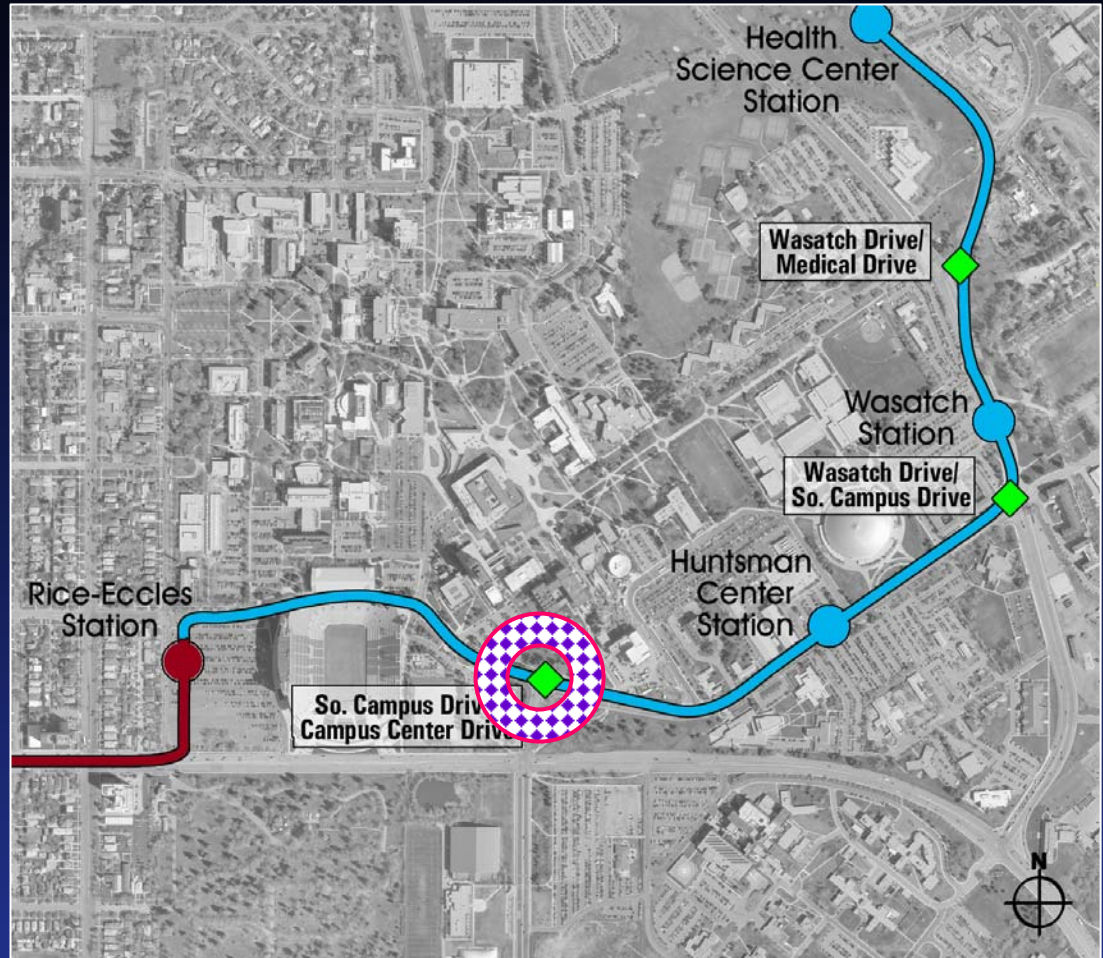 Health
Science Center
Station
Wasatch Drive/
Medical Drive
Wasatch
Station
Wasatch Drive/
So. Campus Drive
Huntsman
Center
Station
Rice-Eccles
Station
So. Campus Driv
Campus Center Drive
N